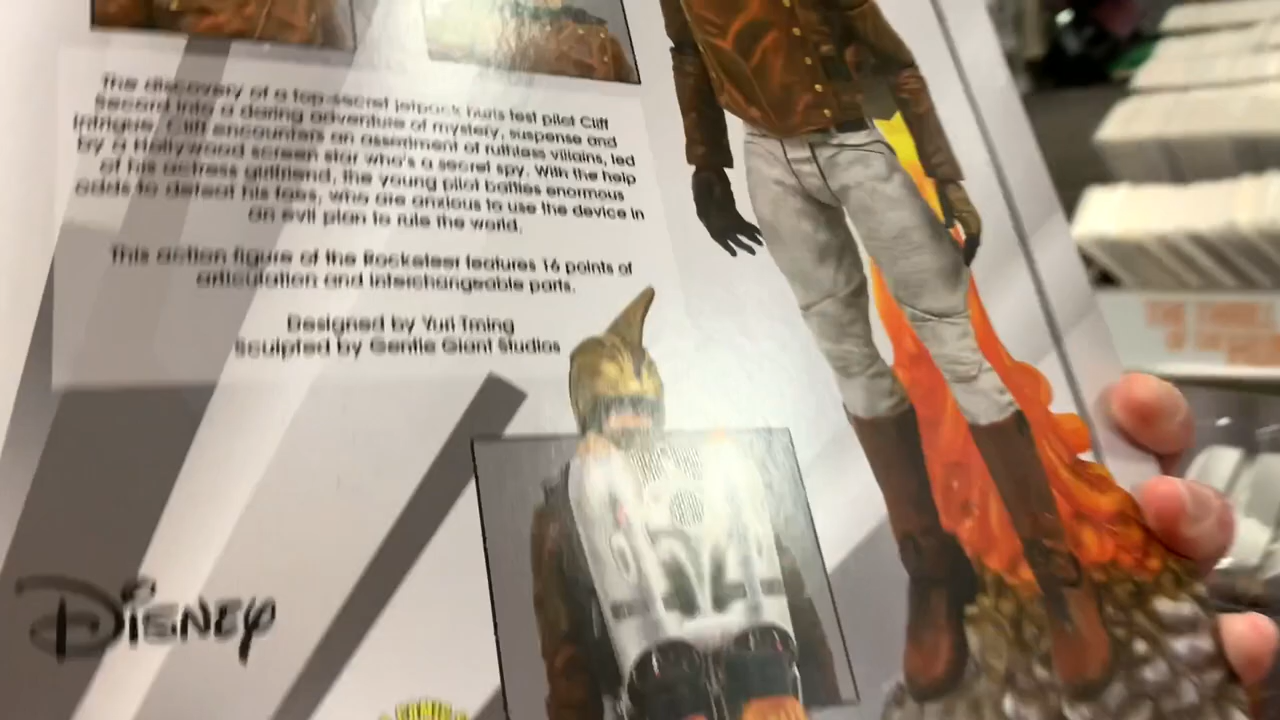 The discovery of a top-secret jetpack hurls test pilot Cliff
Secord into a daring adventure of mystery, suspense and
intrigue. Cliff encounters an assortment of ruthless villains, led
by a Hollywood screen star who's a secret spy. With the help
of his actress girlfriend, the young pilot battles enormous
odds to defeat his foes, who are anxious to use the device in
an evil plan to rule the world.
This action figure of the Rocketeer features 16 points of
articulation and interchangeable parts.
Designed by Yuri Tming
Sculpted by Gentle Giant Studios
Disney